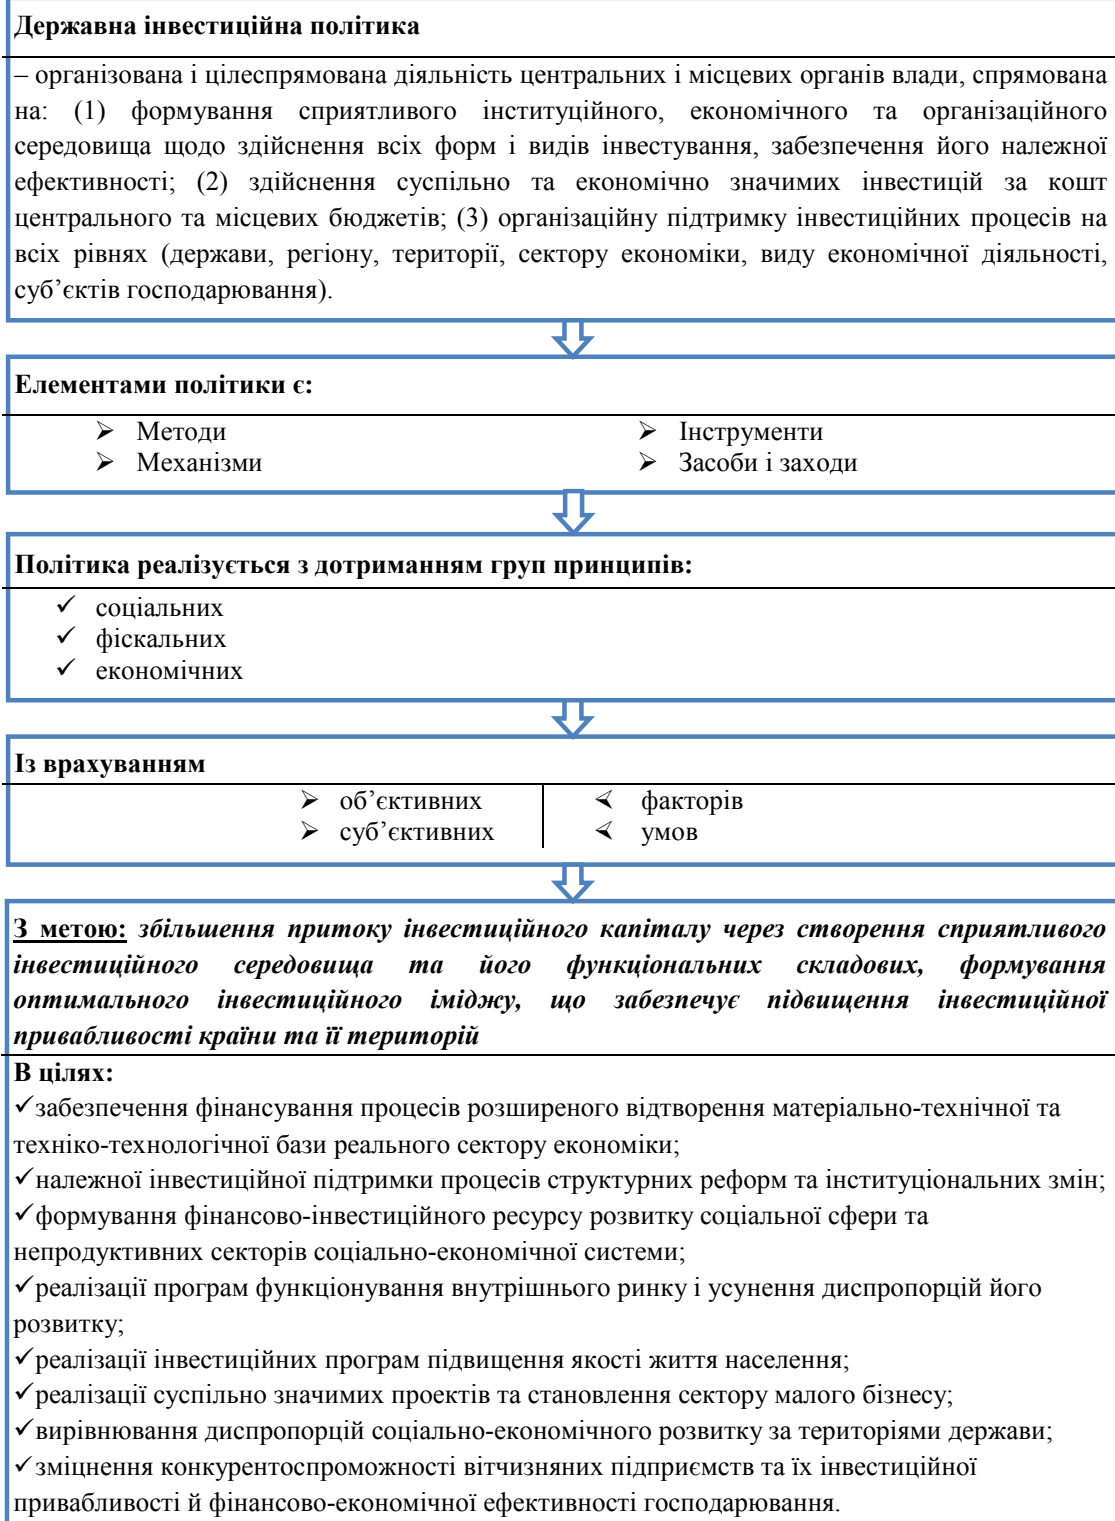 Державна інвестиційна політика
– організована і цілеспрямована діяльність центральних і місцевих органів влади, спрямована
на: (1) формування сприятливого інституційного, економічного та організаційного
середовища щодо здійснення всіх форм і видів інвестування, забезпечення його належної
ефективності; (2) здійснення суспільно та економічно значимих інвестицій за кошт
центрального та місцевих бюджетів; (3) організаційну підтримку інвестиційних процесів на
всіх рівнях (держави, регіону, території, сектору економіки, виду економічної діяльності,
суб’єктів господарювання).
Елементами політики є:
➢ Методи
➢ Механізми
➢ Інструменти
➢ Засоби і заходи
Політика реалізується з дотриманням груп принципів:
✓ соціальних
✓ фіскальних
✓ економічних
Із врахуванням
➢ об’єктивних
➢ суб’єктивних
⮘ факторів
⮘ умов
З метою: збільшення притоку інвестиційного капіталу через створення сприятливого
інвестиційного середовища та його функціональних складових, формування
оптимального інвестиційного іміджу, що забезпечує підвищення інвестиційної
привабливості країни та її територій
В цілях:
✓забезпечення фінансування процесів розширеного відтворення матеріально-технічної та
техніко-технологічної бази реального сектору економіки;
✓належної інвестиційної підтримки процесів структурних реформ та інституціональних змін;
✓формування фінансово-інвестиційного ресурсу розвитку соціальної сфери та
непродуктивних секторів соціально-економічної системи;
✓реалізації програм функціонування внутрішнього ринку і усунення диспропорцій його
розвитку;
✓реалізації інвестиційних програм підвищення якості життя населення;
✓реалізації суспільно значимих проектів та становлення сектору малого бізнесу;
✓вирівнювання диспропорцій соціально-економічного розвитку за територіями держави;
✓зміцнення конкурентоспроможності вітчизняних підприємств та їх інвестиційної
привабливості й фінансово-економічної ефективності господарювання.